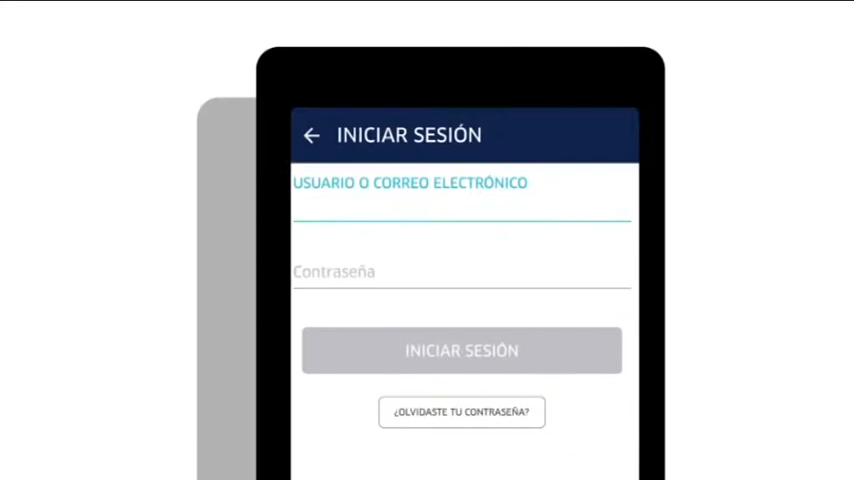 INICIAR SESIÓN
USUARIO O CORREO ELECTRÓNICO
Contraseña
INICIAR SESIÓN
¿OLVIDASTE TU CONTRASEÑA?